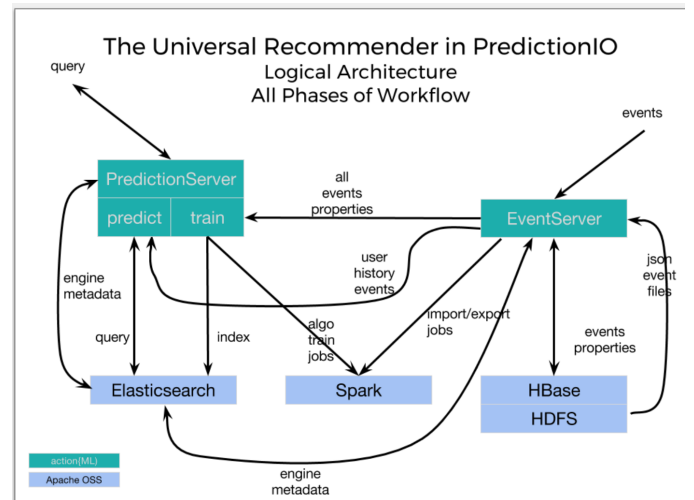 The Universal Recommender in PredictionIO
Logical Architecture
All Phases of Workflow
query
events
PredictionServer
predict
train
all
events
properties
EventServer
user
history
events
json
event
files
engine
metadata
query
index
algo
train
jobs
import/export
jobs
events
properties
Elasticsearch
Spark
HBase
HDFS
engine
metadata
action{ML}
Apache OSS